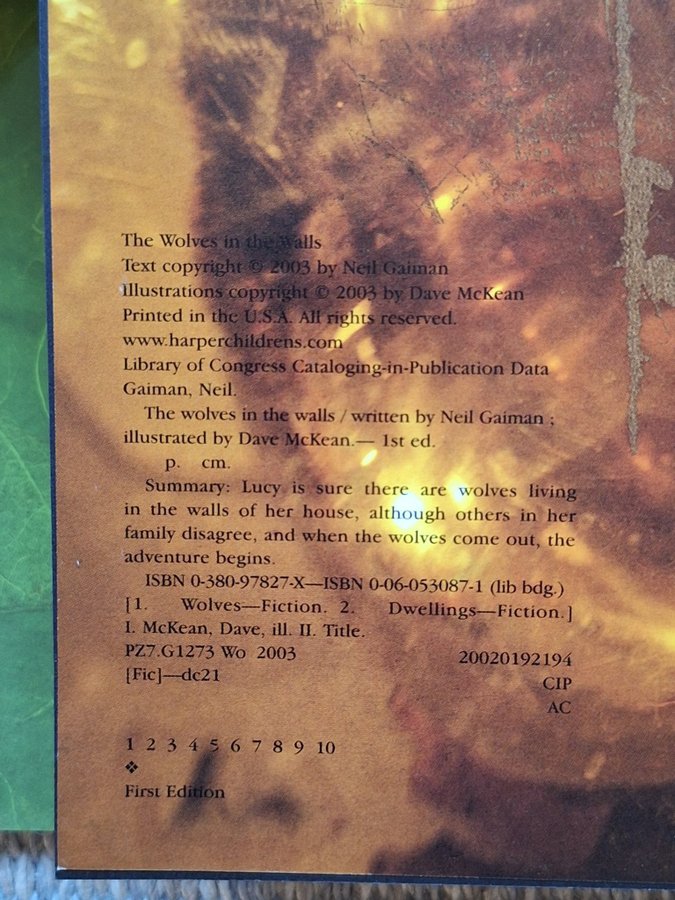 The Wolves in the Walls
Text copyright © 2003 by Neil Gaiman
Illustrations copyright © 2003 by Dave McKean
Printed in the U.S.A. All rights reserved.
www.harperchildrens.com
Library of Congress Cataloging-in-Publication Data
Gaiman, Neil.
The wolves in the walls / written by Neil Gaiman ;
illustrated by Dave McKean.— 1st ed.
p. cm.
Summary: Lucy is sure there are wolves living
in the walls of her house, although others in her
family disagree, and when the wolves come out, the
adventure begins.
ISBN 0-380-97827-X—ISBN 0-06-053087-1 (lib bdg.)
[1. Wolves—Fiction. 2. Dwellings—Fiction.]
I. McKean, Dave, ill. II. Title.
PZ7.G1273 Wo 2003 20020192194
[Fic]—dc21 CIP
AC
1 2 3 4 5 6 7 8 9 10
❖
First Edition